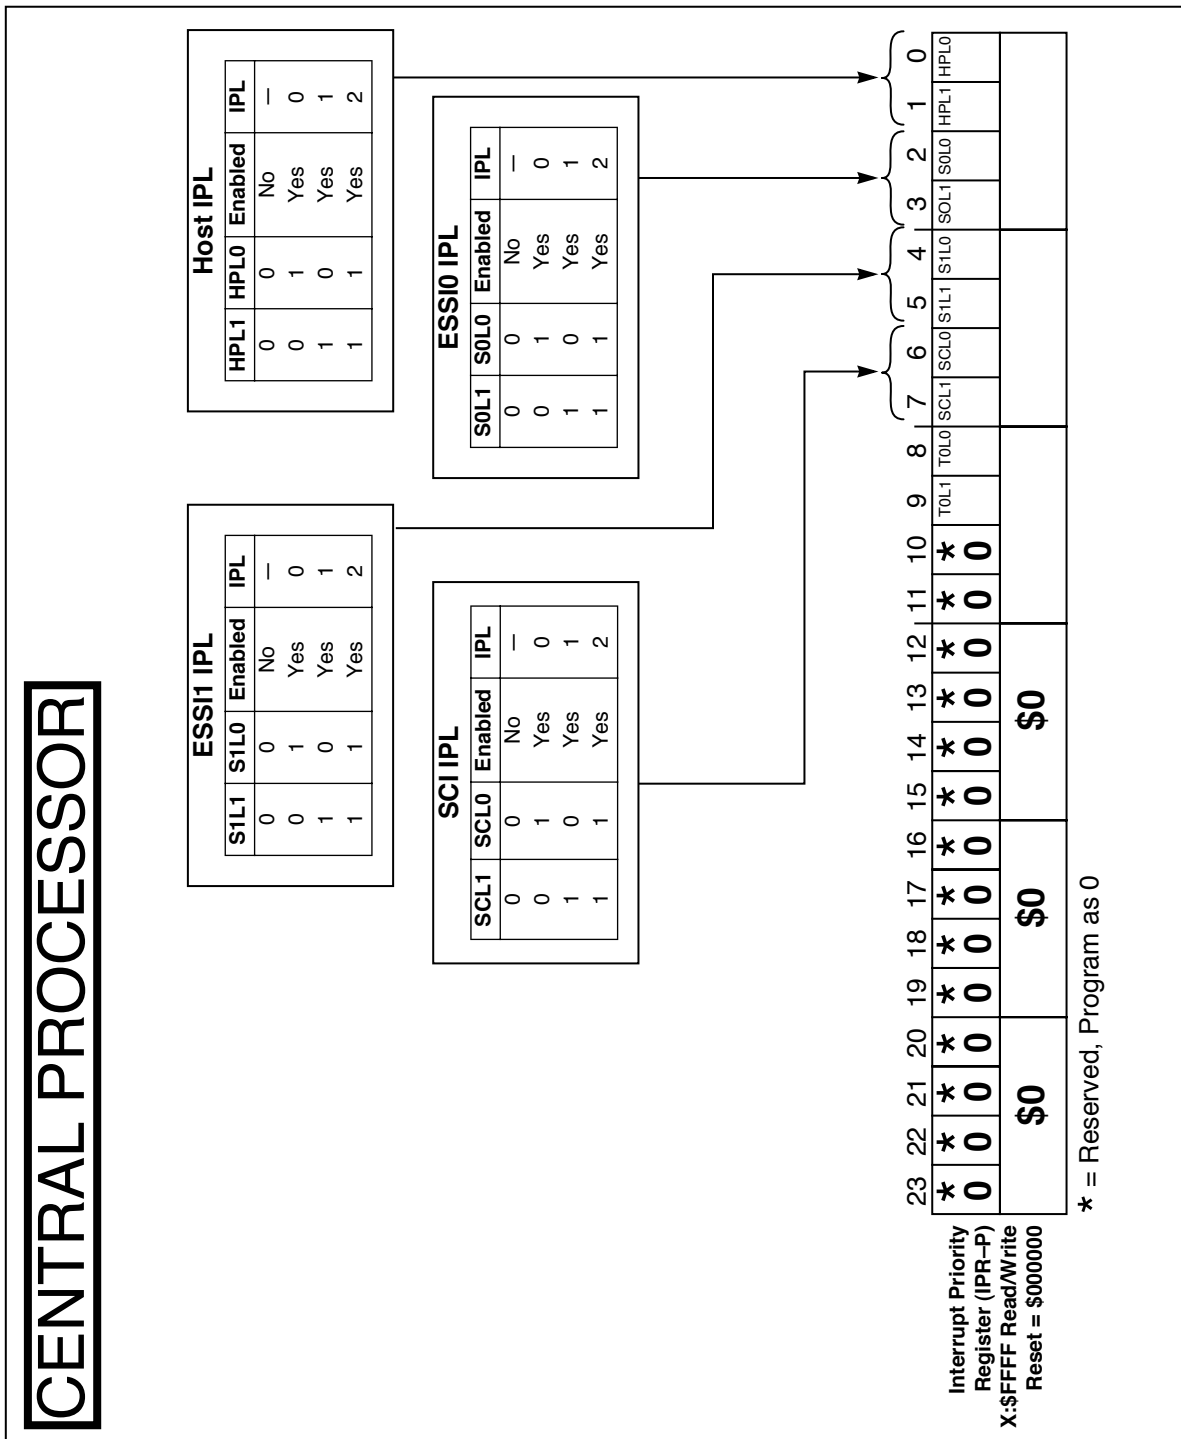 CENTRAL PROCESSOR
ESSI1 IPL
S1L1 S1L0 Enabled IPL
0 0 No —
0 1 Yes 0
1 0 Yes 1
1 1 Yes 2
Host IPL
HPL1 HPL0 Enabled IPL
0 0 No —
0 1 Yes 0
1 0 Yes 1
1 1 Yes 2
SCI IPL
SCL1 SCL0 Enabled IPL
0 0 No —
0 1 Yes 0
1 0 Yes 1
1 1 Yes 2
ESSI0 IPL
S0L1 S0L0 Enabled IPL
0 0 No —
0 1 Yes 0
1 0 Yes 1
1 1 Yes 2
23 22 21 20 19 18 17 16 15 14 13 12 11 10 9 8 7 6 5 4 3 2 1 0
* * * * * * * * * * * * * * T0L1 T0L0 SCL1 SCL0 S1L1 S1L0 SOL1 S0L0 HPL1 HPL0
0 0 0 0 0 0 0 0 0 0 0 0 0 0
$0 $0 $0
Interrupt Priority
Register (IPR–P)
X:$FFFF Read/Write
Reset = $000000
* = Reserved, Program as 0